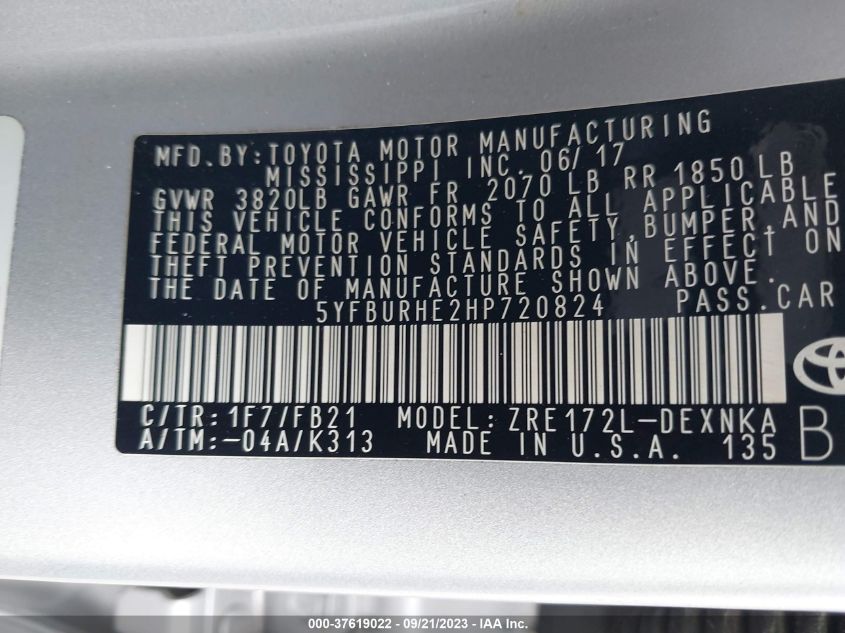 MFD. BY: TOYOTA MOTOR MANUFACTURING
MISSISSIPPI INC. 06/17
GVWR 3820LB GAWR FR 2070 LB RR 1850 LB
THIS VEHICLE CONFORMS TO ALL APPLICABLE
FEDERAL MOTOR VEHICLE SAFETY, BUMPER, AND
THEFT PREVENTION STANDARDS IN EFFECT ON
THE DATE OF MANUFACTURE SHOWN ABOVE.
5YFBURHE2HP720824 PASS. CAR
C/TR: 1F7/FB21 MODEL: ZRE172L-DEXNKA
A/TM: -04A/K313 MADE IN U.S.A. 135 B
000-37619022 - 09/21/2023 - IAA Inc.